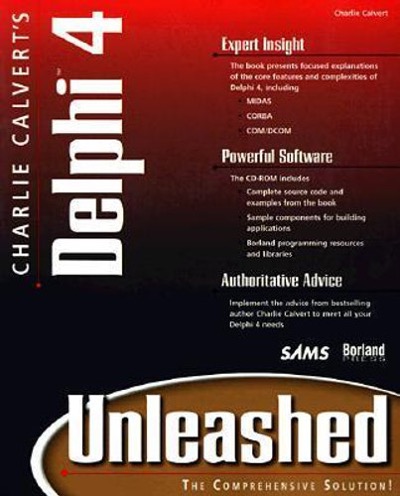 Charlie Calvert
CHARLIE CALVERT'S
Delphi™ 4
Expert Insight
The book presents focused explanations
of the core features and complexities of
Delphi 4, including
• MIDAS
• CORBA
• COM/DCOM
Powerful Software
The CD-ROM includes
• Complete source code and
examples from the book
• Sample components for building
applications
• Borland programming resources
and libraries
Authoritative Advice
Implement the advice from bestselling
author Charlie Calvert to meet all your
Delphi 4 needs
SAMS
Borland
PRESS
Unleashed
THE COMPREHENSIVE SOLUTION!